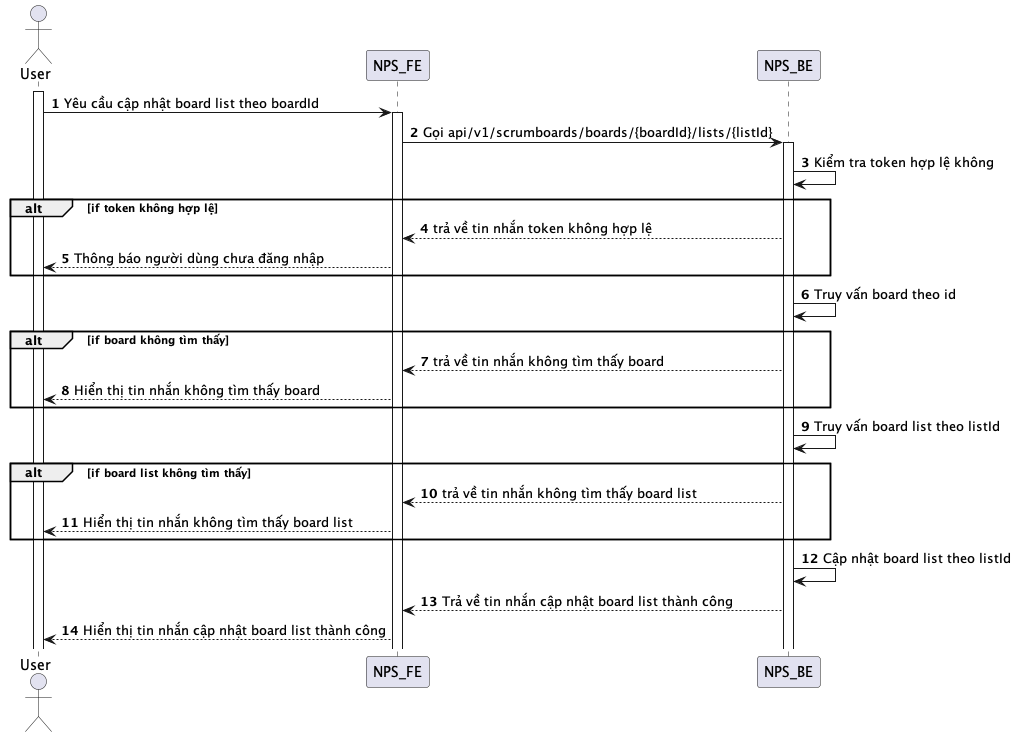 User
NPS_FE
NPS_BE
1 Yêu cầu cập nhật board list theo boardId
2 Gọi api/v1/scrumboards/boards/{boardId}/lists/{listId}
3 Kiểm tra token hợp lệ không
alt [if token không hợp lệ]
4 trả về tin nhắn token không hợp lệ
5 Thông báo người dùng chưa đăng nhập
6 Truy vấn board theo id
alt [if board không tìm thấy]
7 trả về tin nhắn không tìm thấy board
8 Hiển thị tin nhắn không tìm thấy board
9 Truy vấn board list theo listId
alt [if board list không tìm thấy]
10 trả về tin nhắn không tìm thấy board list
11 Hiển thị tin nhắn không tìm thấy board list
12 Cập nhật board list theo listId
13 Trả về tin nhắn cập nhật board list thành công
14 Hiển thị tin nhắn cập nhật board list thành công
User
NPS_FE
NPS_BE